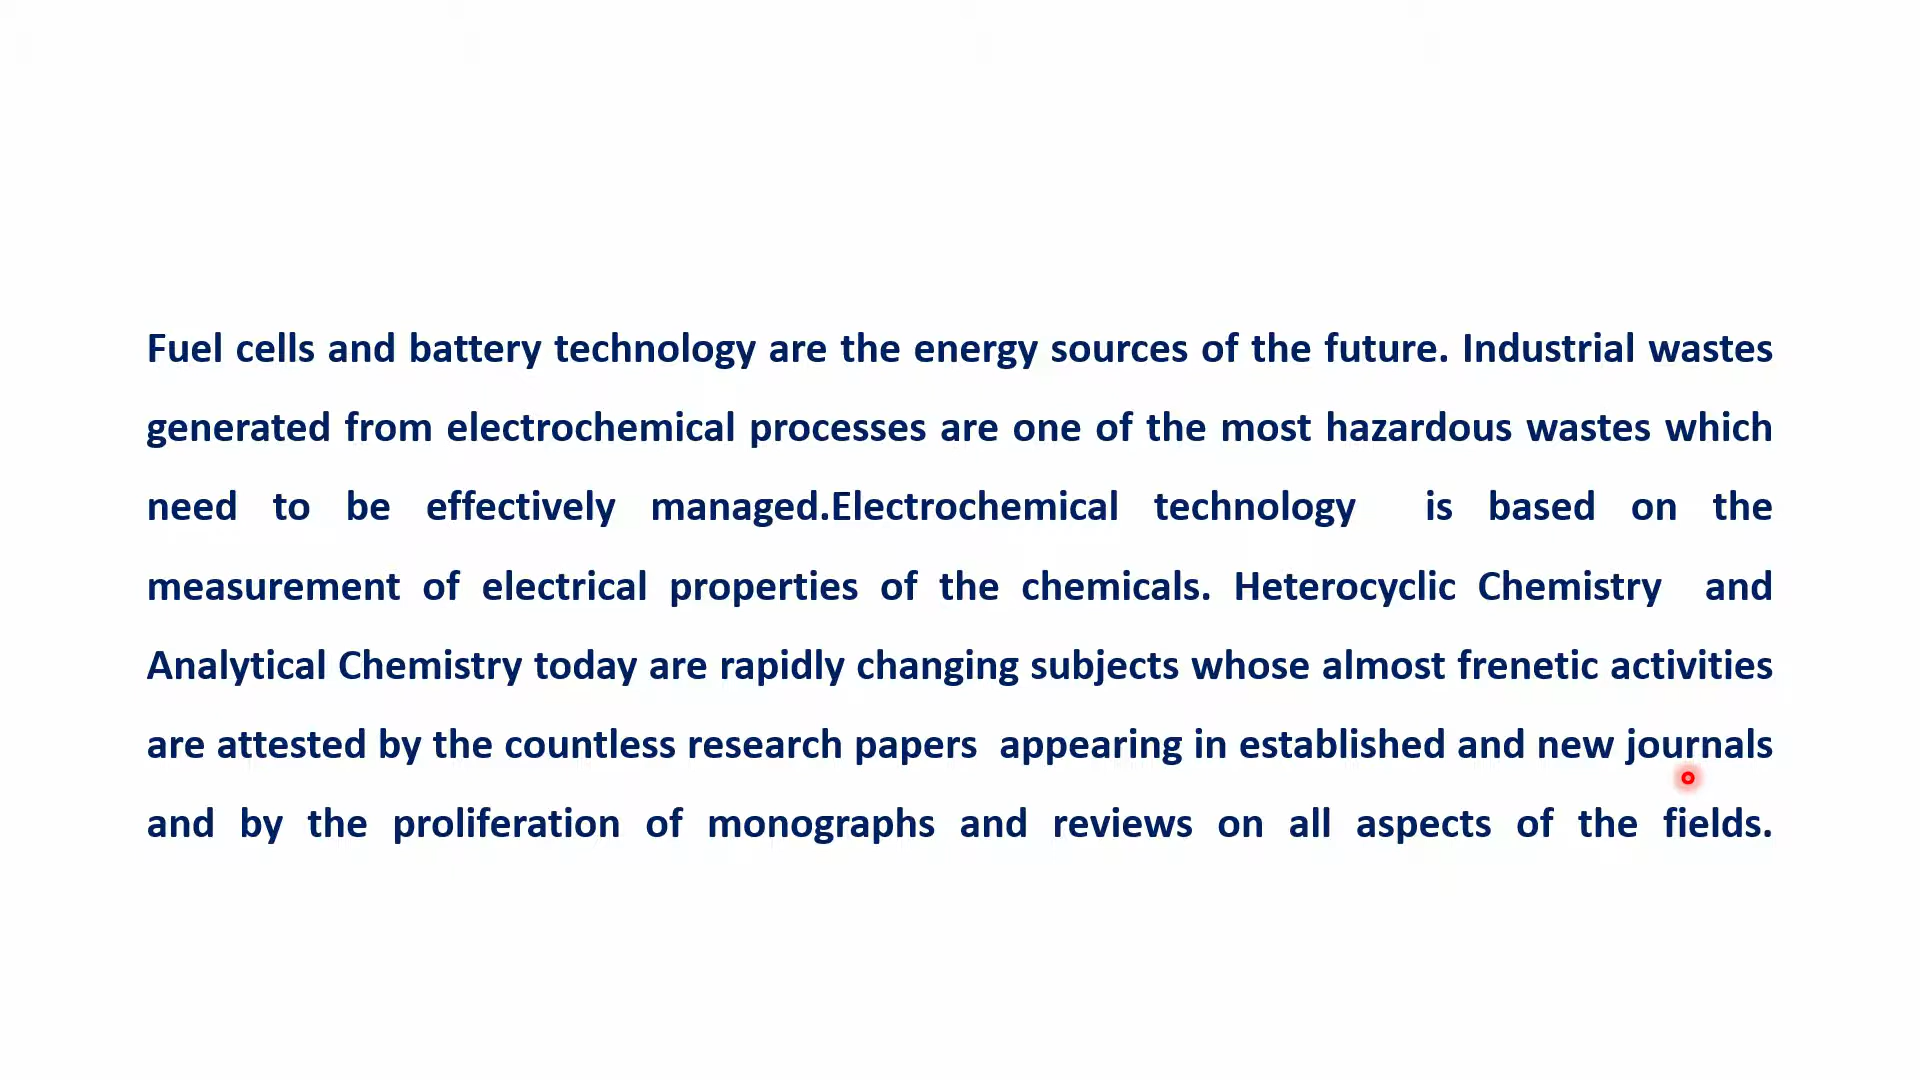 Fuel cells and battery technology are the energy sources of the future. Industrial wastes
generated from electrochemical processes are one of the most hazardous wastes which
need to be effectively managed.Electrochemical technology is based on the
measurement of electrical properties of the chemicals. Heterocyclic Chemistry and
Analytical Chemistry today are rapidly changing subjects whose almost frenetic activities
are attested by the countless research papers appearing in established and new journals
and by the proliferation of monographs and reviews on all aspects of the fields.